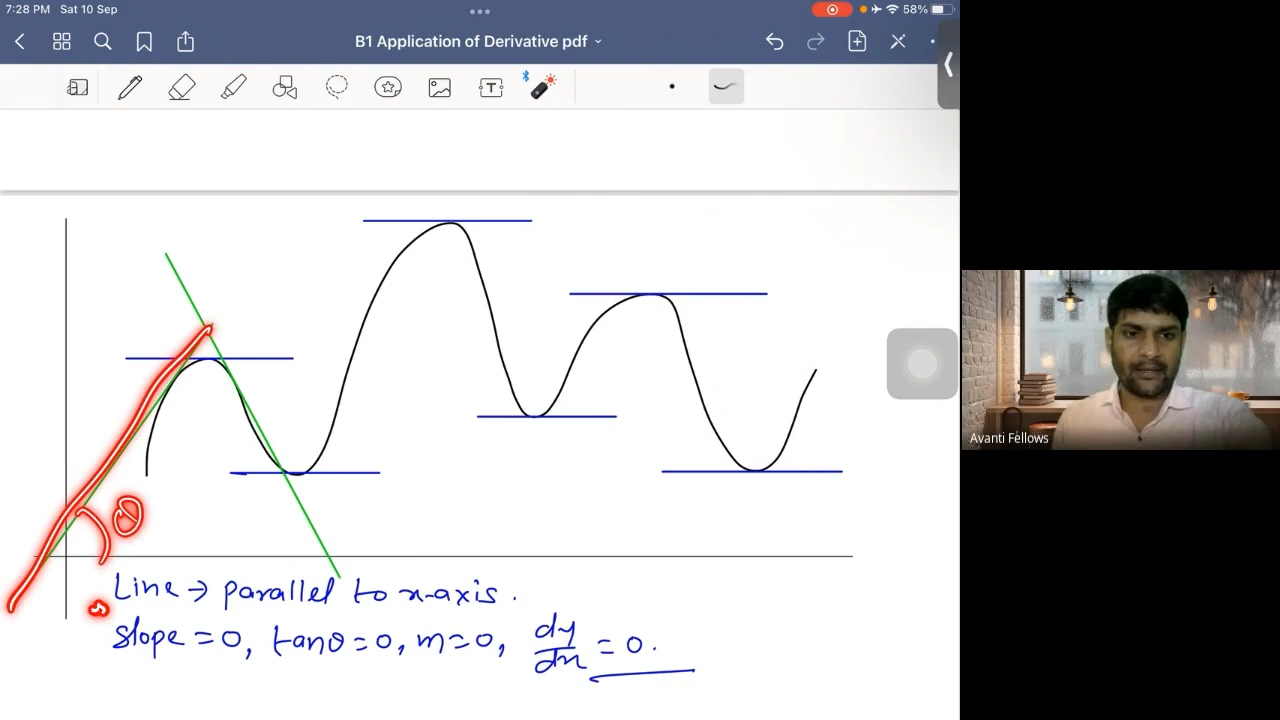 7:28 PM Sat 10 Sep
58%
B1 Application of Derivative pdf
T
θ
Line → parallel to x-axis.
Slope = 0, tanθ = 0, m = 0, dy/dx = 0.
Avanti Fellows